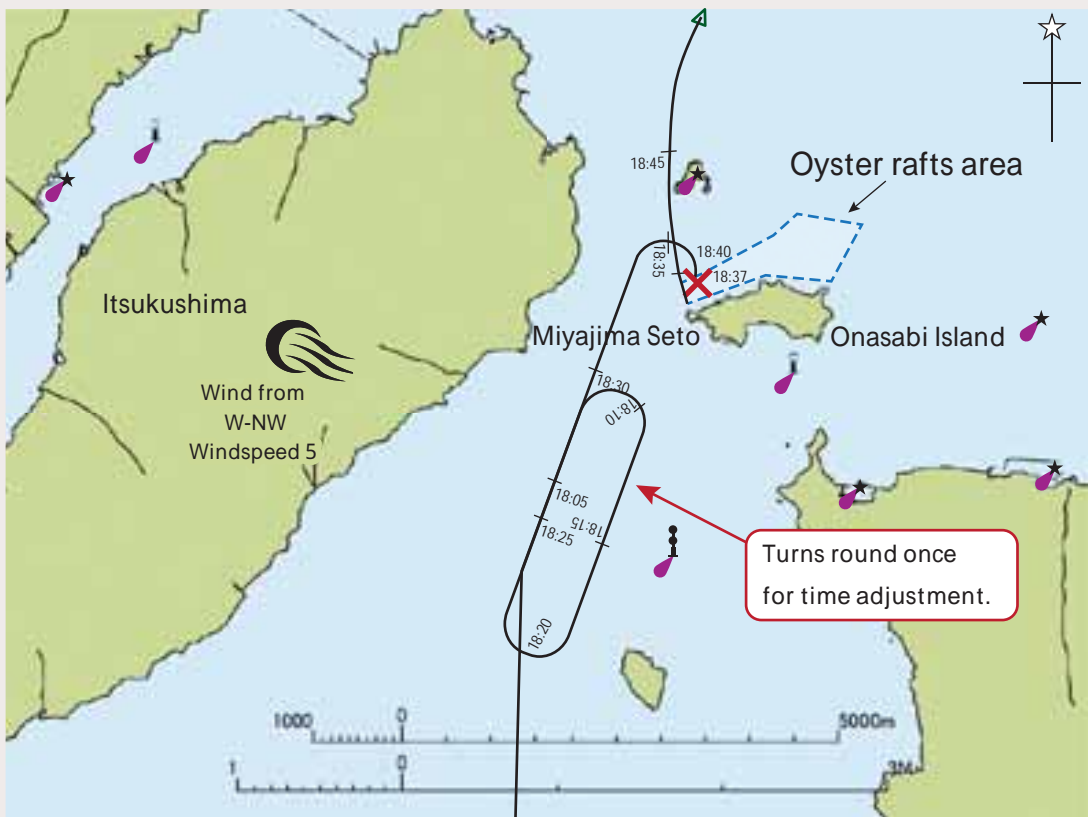 18:45
Oyster rafts area
18:35
18:40
18:37
Itsukushima
Miyajima Seto
Onasabi Island
Wind from
W-NW
Windspeed 5
18:30
18:10
18:05
18:15
18:25
18:20
Turns round once
for time adjustment.
1000
0
5000m
1
0
3M